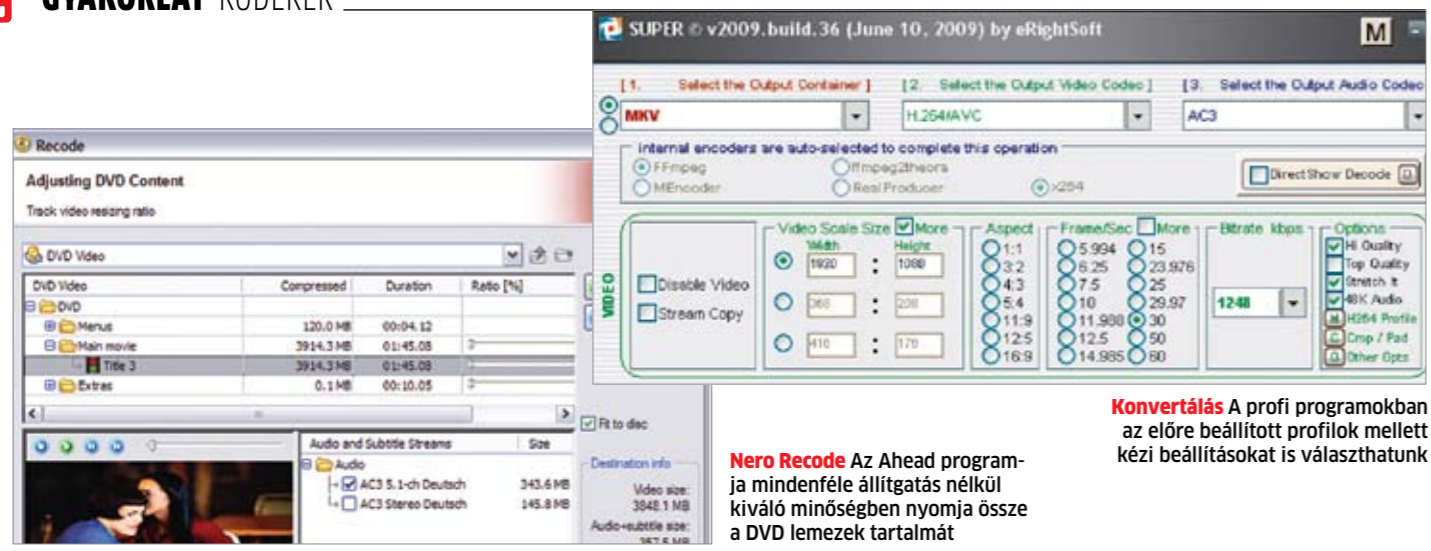 GYAKORLAT KÓDEREK
Recode
Adjusting DVD Content
Track video resizing ratio
DVD Video
DVD Video Compressed Duration Ratio [%]
DVD
Menus 120.0 MB 00:04.12
Main movie 3914.3 MB 01:45.08
Title 3 3914.3 MB 01:45.08
Extras 0.1 MB 00:10.05
Fit to disc
Audio and Subtitle Streams Size
Audio
AC3 5.1-ch Deutsch 343.6 MB
AC3 Stereo Deutsch 145.8 MB
Destination info
Video size:
3848.1 MB
Audio+subtitle size:
357.5 MB
SUPER © v2009.build.36 (June 10, 2009) by eRightSoft M
[1. Select the Output Container ] [2. Select the Output Video Codec ] [3. Select the Output Audio Codec
MKV H.264/AVC AC3
internal encoders are auto-selected to complete this operation
FFmpeg ffmpeg2theora
MEncoder Real Producer x264
DirectShow Decode
VIDEO
Disable Video
Stream Copy
Video Scale Size More
Width Height
1920 : 1080
:
:
Aspect
1:1
3:2
4:3
5:4
11:9
12:5
16:9
Frame/Sec More
5.994 15
6.25 23.976
7.5 25
10 29.97
11.988 30
12.5 50
14.985 60
Bitrate kbps
1248
Options
Hi Quality
Top Quality
Stretch it
48K Audio
H264 Profile
Crop / Pad
Other Opts
Nero Recode Az Ahead program-
ja mindenféle állítgatás nélkül
kiváló minőségben nyomja össze
a DVD lemezek tartalmát
Konvertálás A profi programokban
az előre beállított profilok mellett
kézi beállításokat is választhatunk